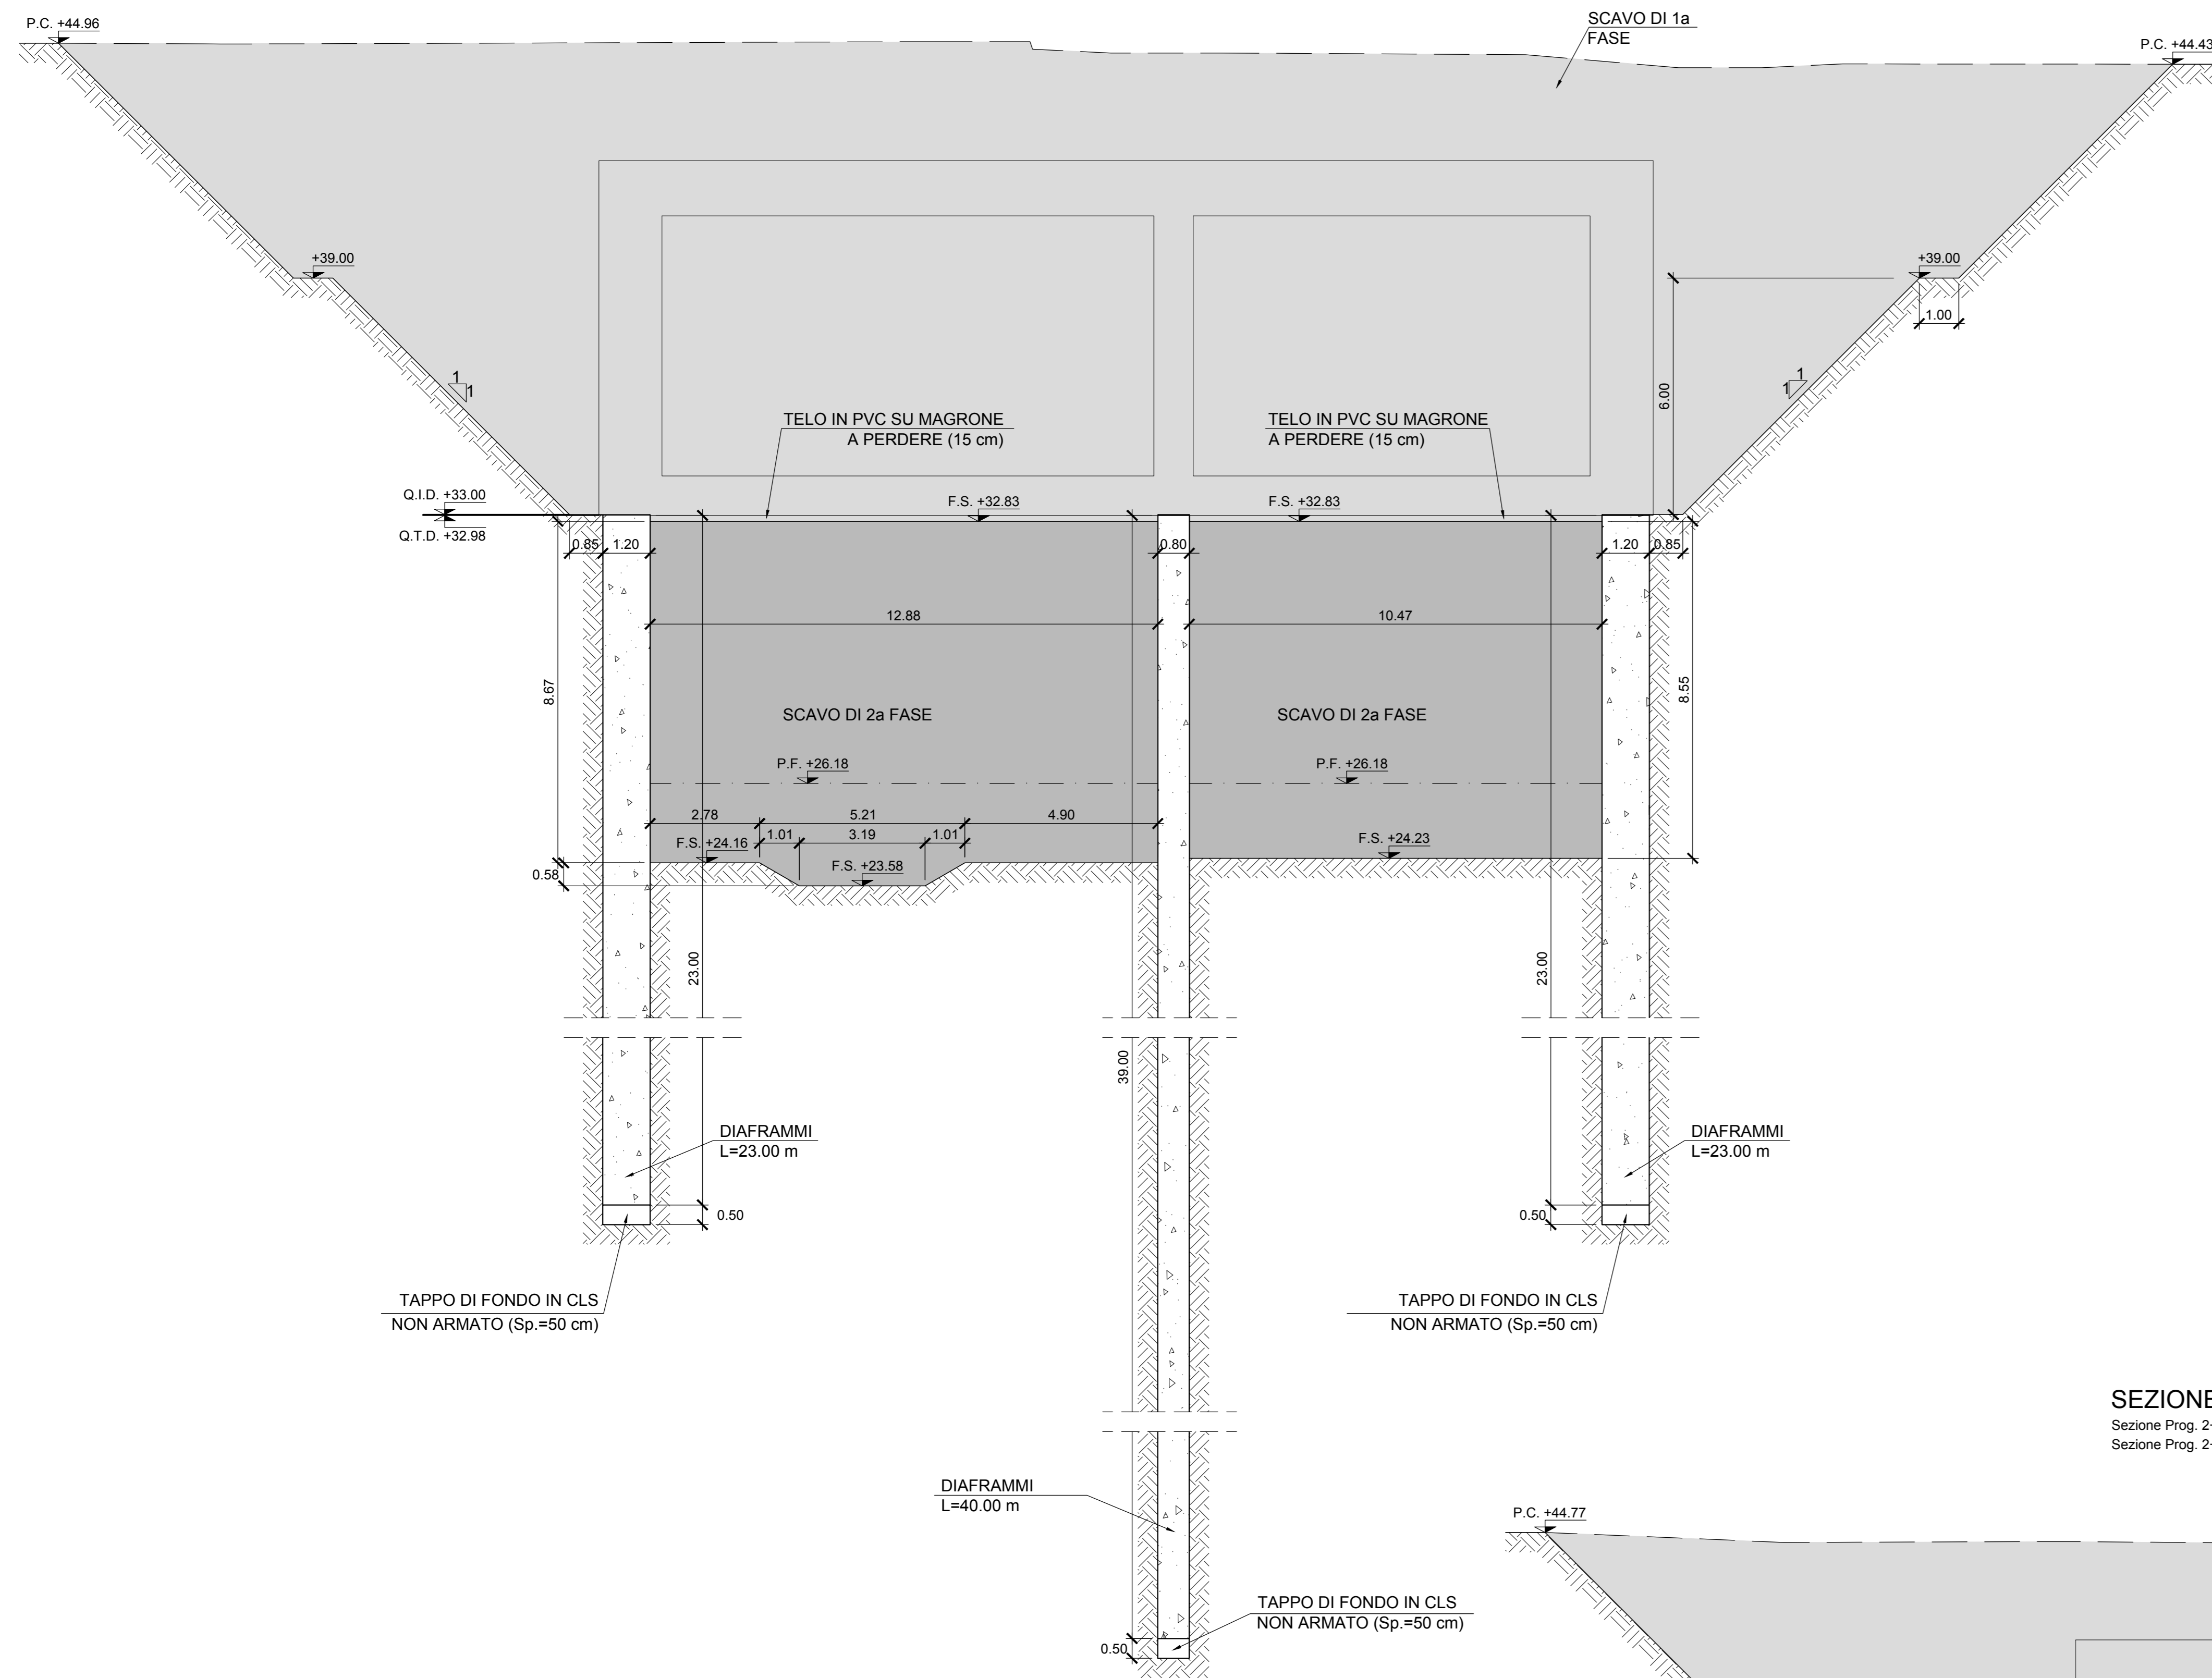 P.C. +44.96
SCAVO DI 1a
FASE
P.C. +44.43
+39.00
+39.00
1.00
6.00
1
1
1
1
TELO IN PVC SU MAGRONE
A PERDERE (15 cm)
TELO IN PVC SU MAGRONE
A PERDERE (15 cm)
Q.I.D. +33.00
Q.T.D. +32.98
F.S. +32.83
F.S. +32.83
0.85
1.20
0.80
1.20
0.85
12.88
10.47
8.67
8.55
SCAVO DI 2a FASE
SCAVO DI 2a FASE
P.F. +26.18
P.F. +26.18
2.78
5.21
4.90
1.01
3.19
1.01
F.S. +24.16
F.S. +24.23
F.S. +23.58
0.58
23.00
23.00
39.00
DIAFRAMMI
L=23.00 m
DIAFRAMMI
L=23.00 m
0.50
0.50
TAPPO DI FONDO IN CLS
NON ARMATO (Sp.=50 cm)
TAPPO DI FONDO IN CLS
NON ARMATO (Sp.=50 cm)
SEZIONE
Sezione Prog. 2+
Sezione Prog. 2+
DIAFRAMMI
L=40.00 m
P.C. +44.77
TAPPO DI FONDO IN CLS
NON ARMATO (Sp.=50 cm)
0.50